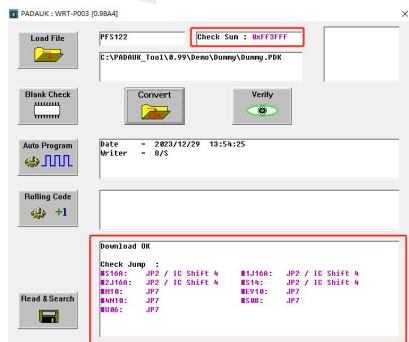 PADAUK : WRT-P003 [0.98A4]
Load File
PFS122
Check Sum : 0xFF3FFF
C:\PADAUK_Tool\0.99\Demo\Dummy\Dummy.PDK
Blank Check
Convert
Verify
Auto Program
Date - 2023/12/29 13:54:25
Writer - 0/S
Rolling Code
+1
Download OK
Check Jump :
■S16A: JP2 / IC Shift 4 ■1J16A: JP2 / IC Shift 4
■2J16A: JP2 / IC Shift 4 ■S14: JP2 / IC Shift 4
■M10: JP7 ■EY10: JP7
■4N10: JP7 ■S08: JP7
■U06: JP7
Read & Search